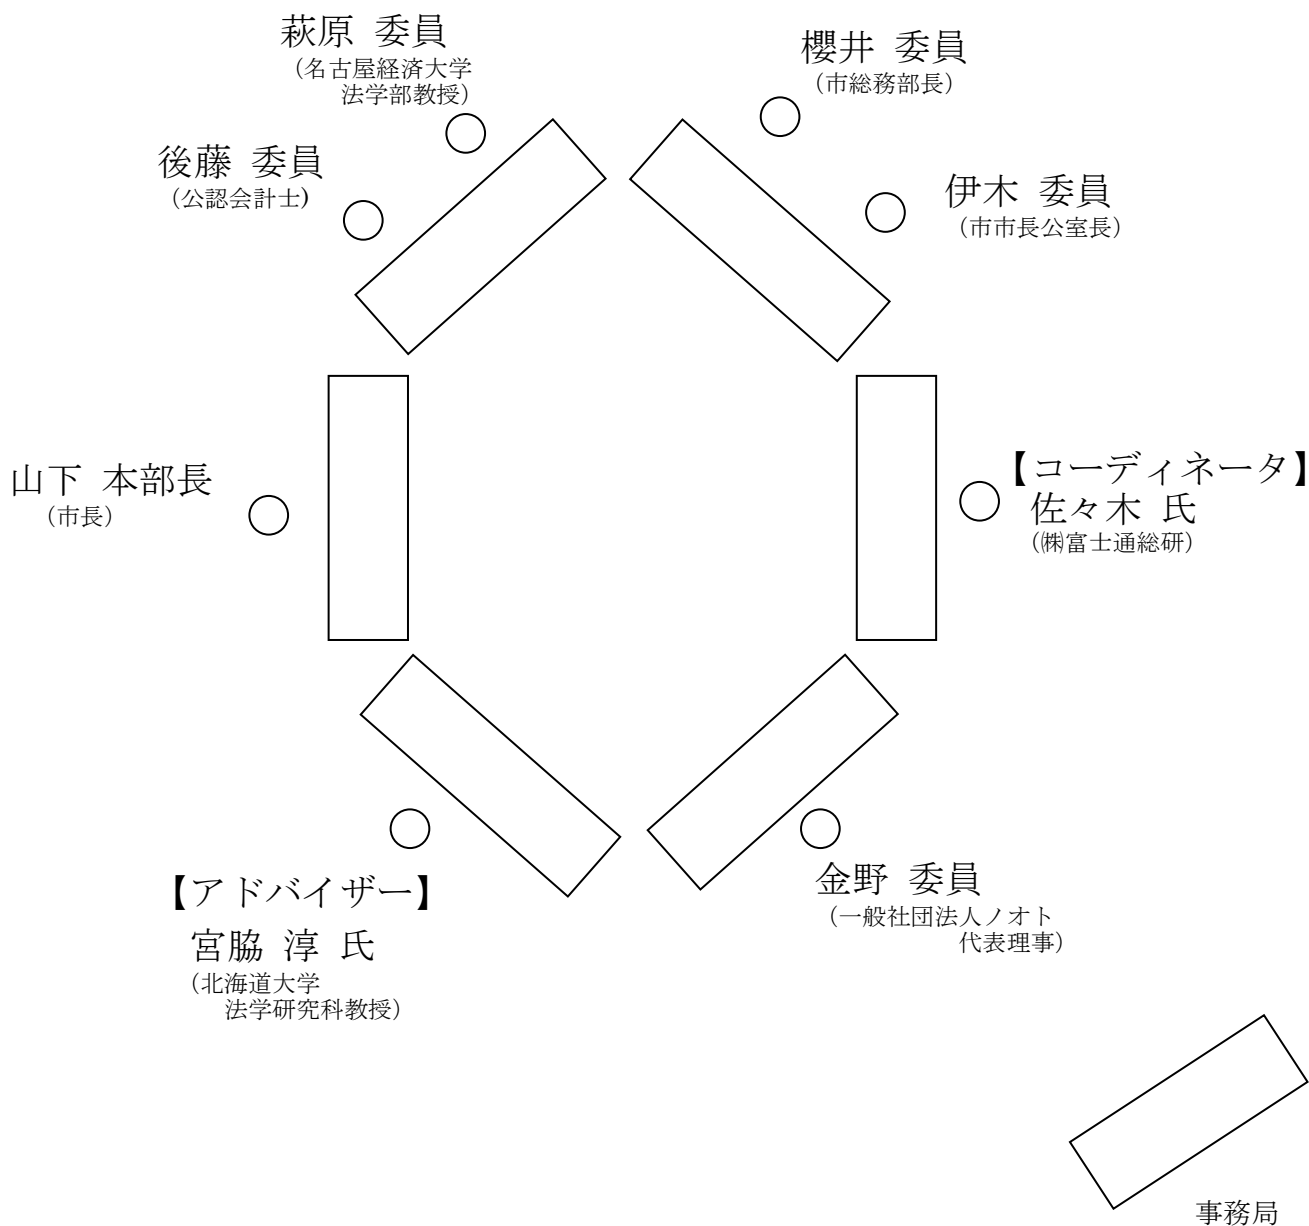 萩原 委員
（名古屋経済大学
法学部教授）
櫻井 委員
（市総務部長）
後藤 委員
（公認会計士）
伊木 委員
（市市長公室長）
山下 本部長
（市長）
【コーディネータ】
佐々木 氏
（㈱富士通総研）
【アドバイザー】
宮脇 淳 氏
（北海道大学
法学研究科教授）
金野 委員
（一般社団法人ノオト
代表理事）
事務局